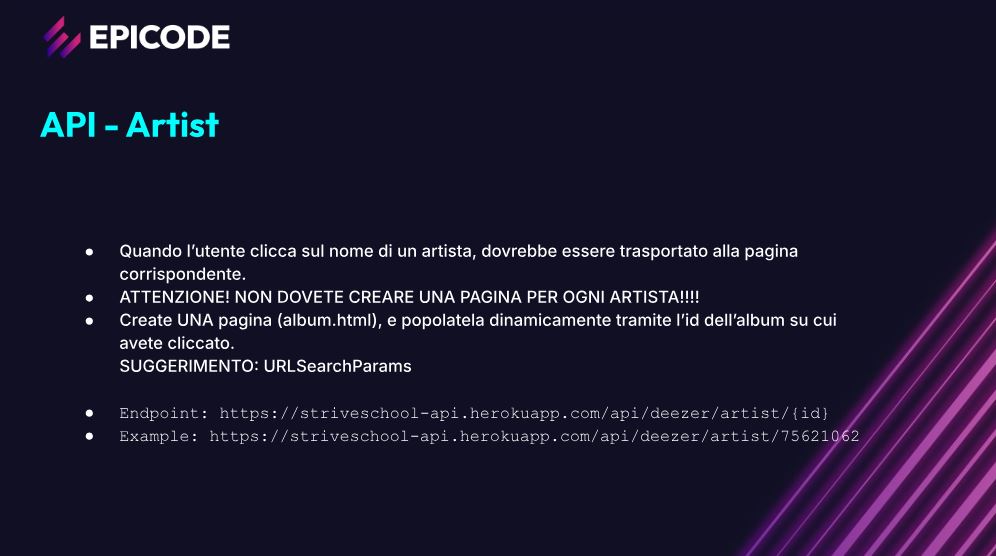 EPICODE
API - Artist
● Quando l’utente clicca sul nome di un artista, dovrebbe essere trasportato alla pagina
corrispondente.
● ATTENZIONE! NON DOVETE CREARE UNA PAGINA PER OGNI ARTISTA!!!!
● Create UNA pagina (album.html), e popolatela dinamicamente tramite l’id dell’album su cui
avete cliccato.
SUGGERIMENTO: URLSearchParams
● Endpoint: https://striveschool-api.herokuapp.com/api/deezer/artist/{id}
● Example: https://striveschool-api.herokuapp.com/api/deezer/artist/75621062